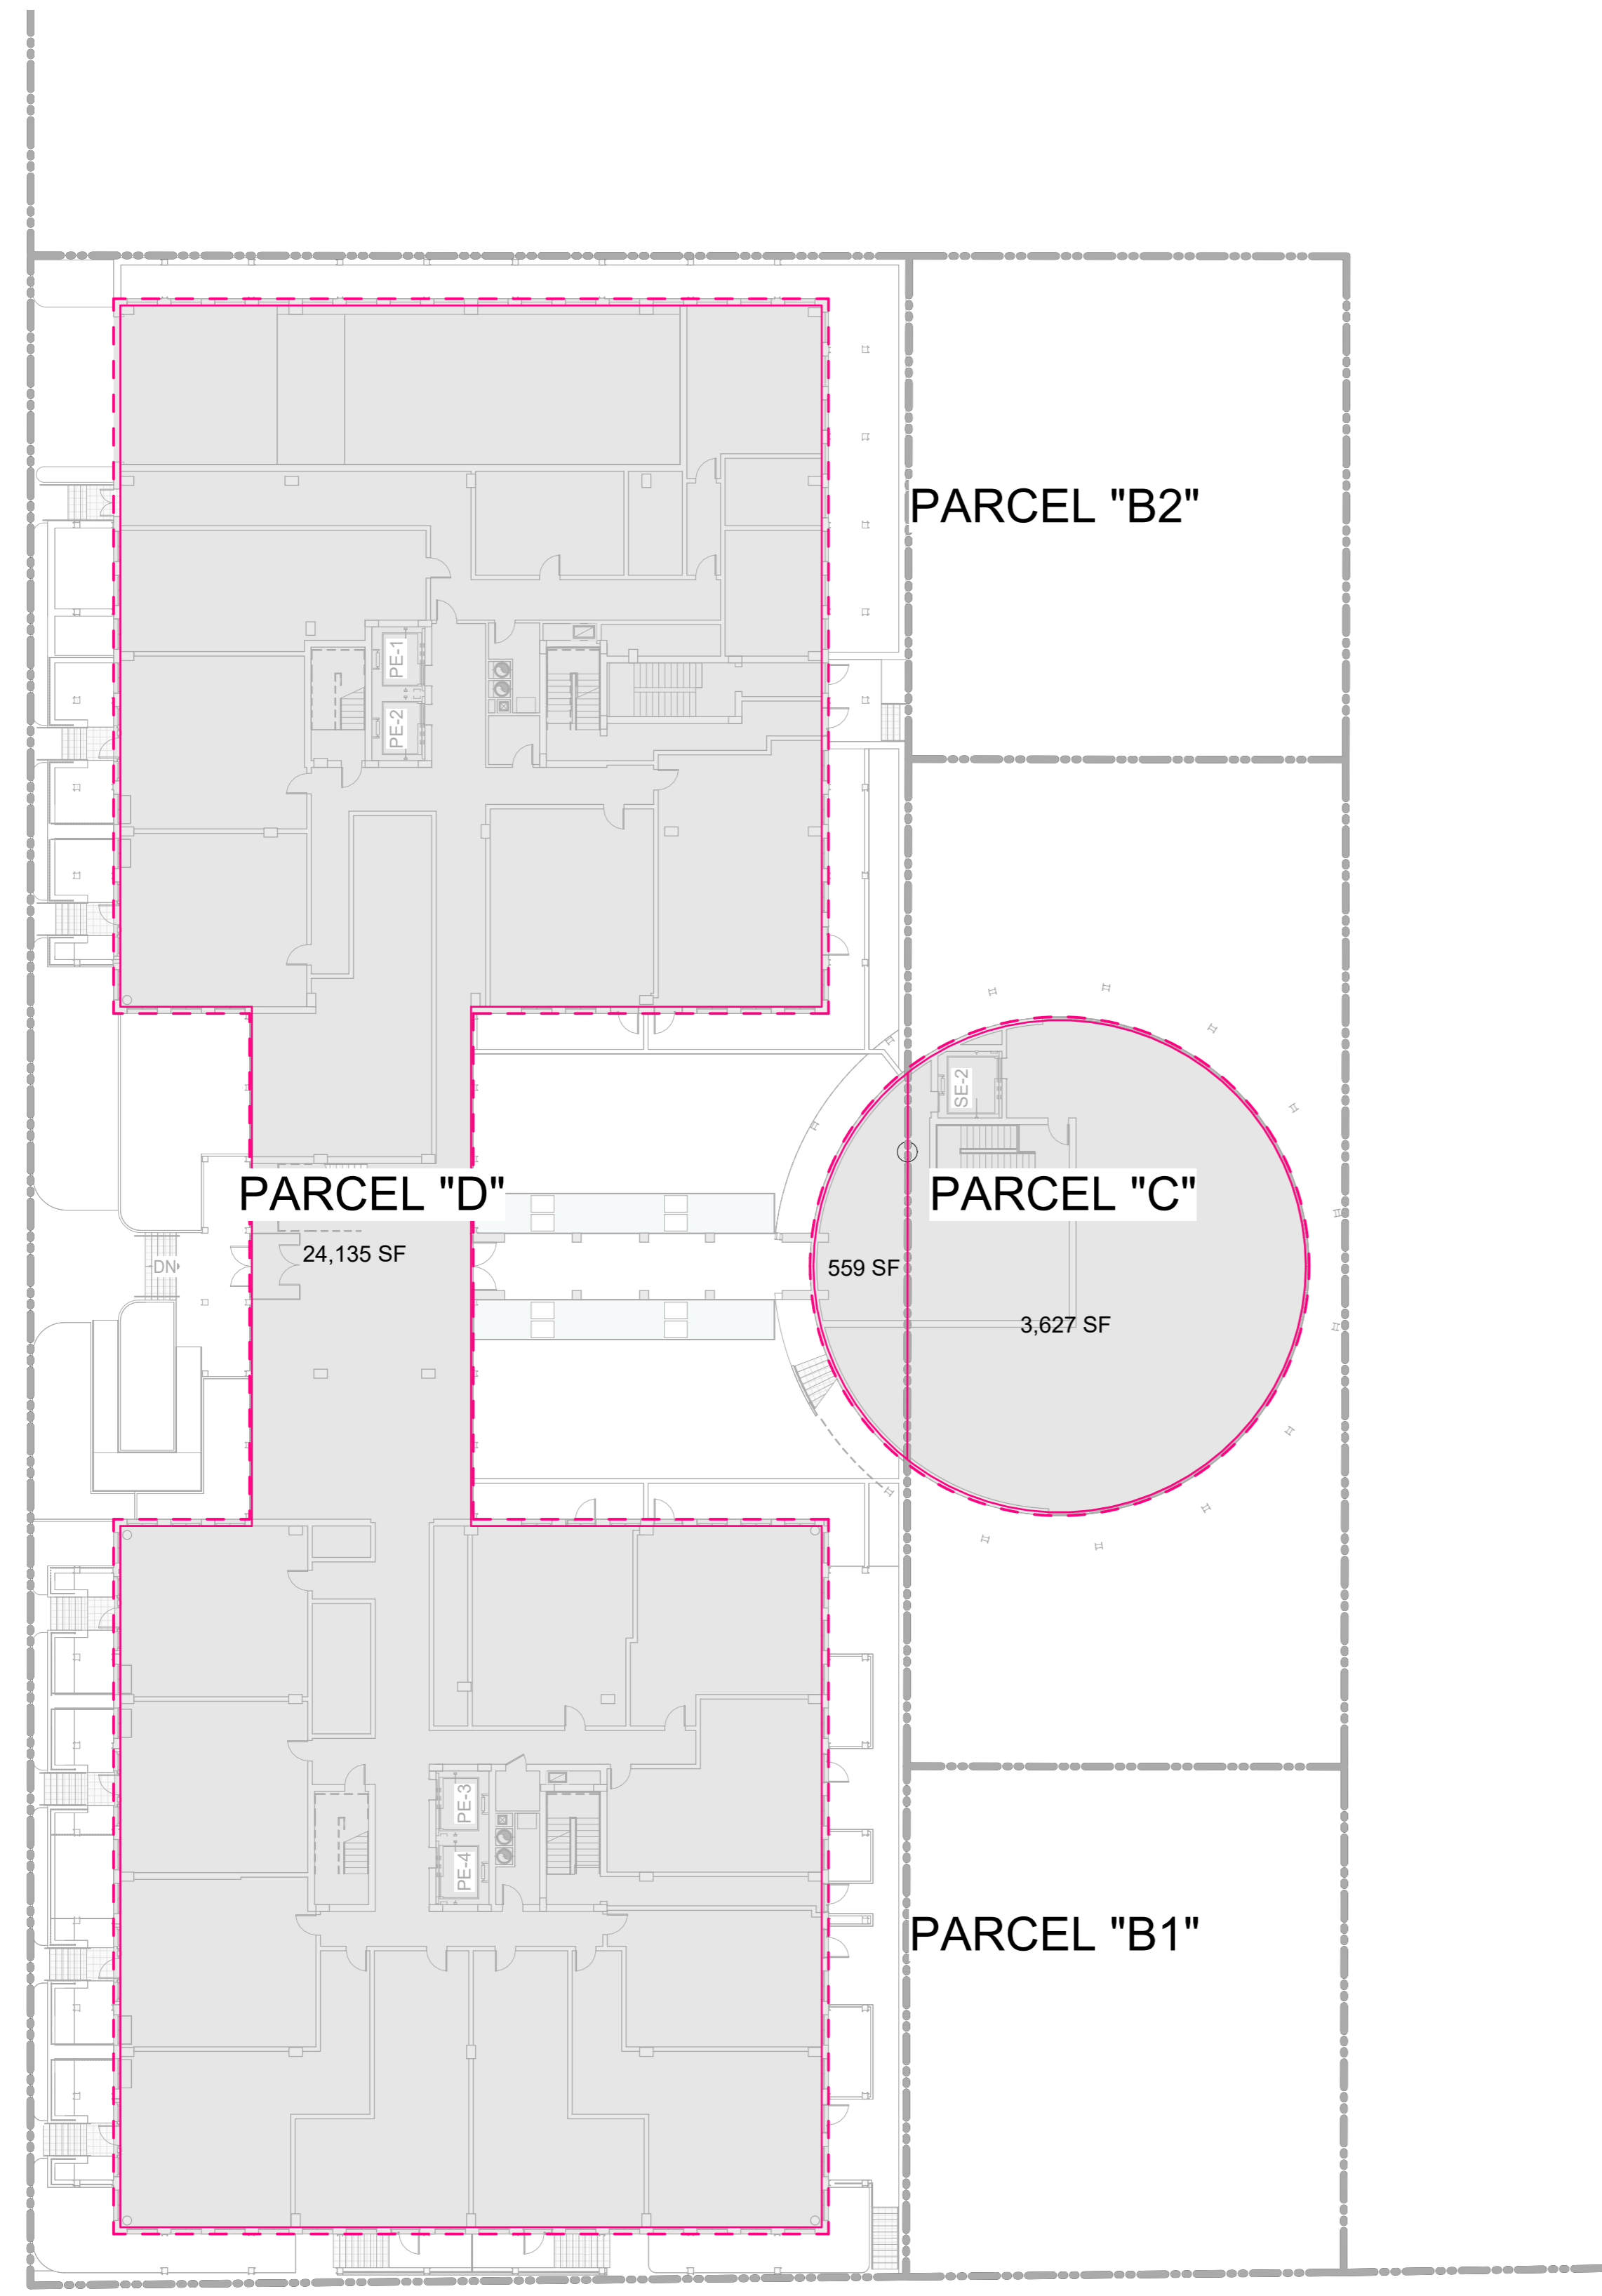 PARCEL "B2"
PE-1
PE-2
SE-2
PARCEL "D"
PARCEL "C"
24,135 SF
DN
559 SF
3,627 SF
PE-3
PE-4
PARCEL "B1"